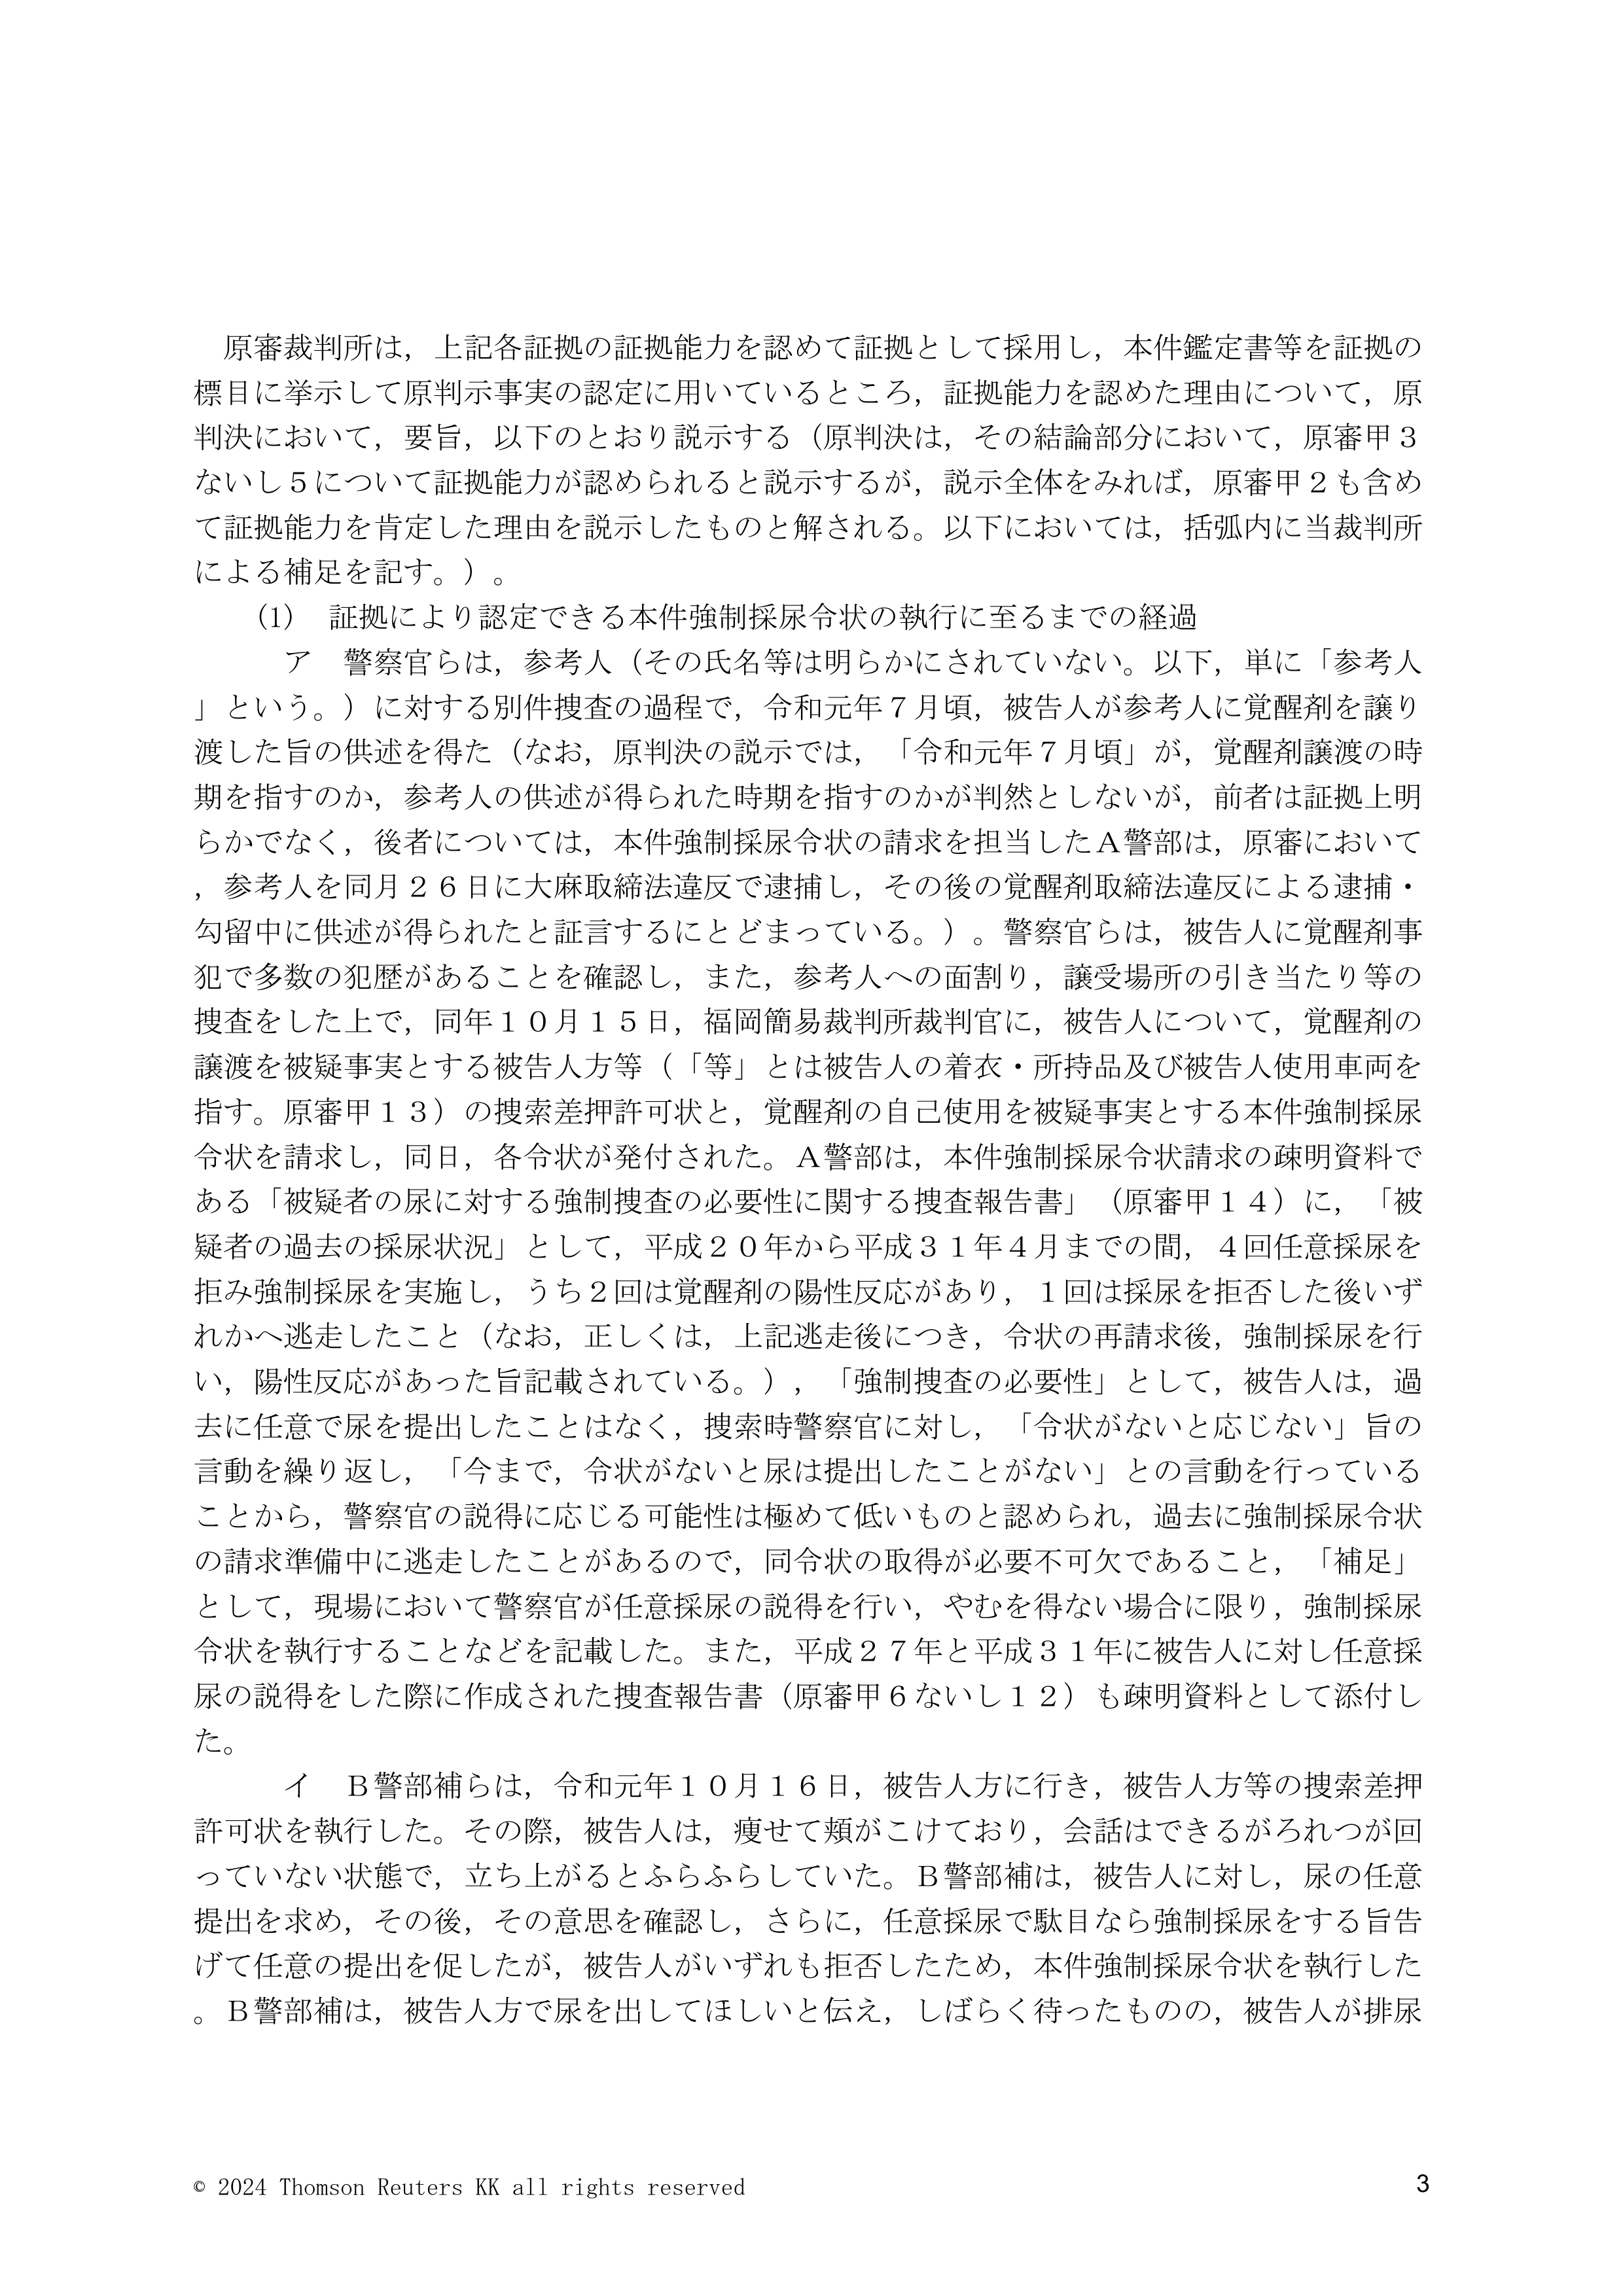 原審裁判所は，上記各証拠の証拠能力を認めて証拠として採用し，本件鑑定書等を証拠の
標目に挙示して原判示事実の認定に用いているところ，証拠能力を認めた理由について，原
判決において，要旨，以下のとおり説示する（原判決は，その結論部分において，原審甲３
ないし５について証拠能力が認められると説示するが，説示全体をみれば，原審甲２も含め
て証拠能力を肯定した理由を説示したものと解される。以下においては，括弧内に当裁判所
による補足を記す。）。
　　(1)　証拠により認定できる本件強制採尿令状の執行に至るまでの経過
　　　ア　警察官らは，参考人（その氏名等は明らかにされていない。以下，単に「参考人
」という。）に対する別件捜査の過程で，令和元年７月頃，被告人が参考人に覚醒剤を譲り
渡した旨の供述を得た（なお，原判決の説示では，「令和元年７月頃」が，覚醒剤譲渡の時
期を指すのか，参考人の供述が得られた時期を指すのかが判然としないが，前者は証拠上明
らかでなく，後者については，本件強制採尿令状の請求を担当したＡ警部は，原審において
，参考人を同月２６日に大麻取締法違反で逮捕し，その後の覚醒剤取締法違反による逮捕・
勾留中に供述が得られたと証言するにとどまっている。）。警察官らは，被告人に覚醒剤事
犯で多数の犯歴があることを確認し，また，参考人への面割り，譲受場所の引き当たり等の
捜査をした上で，同年１０月１５日，福岡簡易裁判所裁判官に，被告人について，覚醒剤の
譲渡を被疑事実とする被告人方等（「等」とは被告人の着衣・所持品及び被告人使用車両を
指す。原審甲１３）の捜索差押許可状と，覚醒剤の自己使用を被疑事実とする本件強制採尿
令状を請求し，同日，各令状が発付された。Ａ警部は，本件強制採尿令状請求の疎明資料で
ある「被疑者の尿に対する強制捜査の必要性に関する捜査報告書」（原審甲１４）に，「被
疑者の過去の採尿状況」として，平成２０年から平成３１年４月までの間，４回任意採尿を
拒み強制採尿を実施し，うち２回は覚醒剤の陽性反応があり，１回は採尿を拒否した後いず
れかへ逃走したこと（なお，正しくは，上記逃走後につき，令状の再請求後，強制採尿を行
い，陽性反応があった旨記載されている。），「強制捜査の必要性」として，被告人は，過
去に任意で尿を提出したことはなく，捜索時警察官に対し，「令状がないと応じない」旨の
言動を繰り返し，「今まで，令状がないと尿は提出したことがない」との言動を行っている
ことから，警察官の説得に応じる可能性は極めて低いものと認められ，過去に強制採尿令状
の請求準備中に逃走したことがあるので，同令状の取得が必要不可欠であること，「補足」
として，現場において警察官が任意採尿の説得を行い，やむを得ない場合に限り，強制採尿
令状を執行することなどを記載した。また，平成２７年と平成３１年に被告人に対し任意採
尿の説得をした際に作成された捜査報告書（原審甲６ないし１２）も疎明資料として添付し
た。
　　　イ　Ｂ警部補らは，令和元年１０月１６日，被告人方に行き，被告人方等の捜索差押
許可状を執行した。その際，被告人は，痩せて頬がこけており，会話はできるがろれつが回
っていない状態で，立ち上がるとふらふらしていた。Ｂ警部補は，被告人に対し，尿の任意
提出を求め，その後，その意思を確認し，さらに，任意採尿で駄目なら強制採尿をする旨告
げて任意の提出を促したが，被告人がいずれも拒否したため，本件強制採尿令状を執行した
。Ｂ警部補は，被告人方で尿を出してほしいと伝え，しばらく待ったものの，被告人が排尿
© 2024 Thomson Reuters KK all rights reserved
3